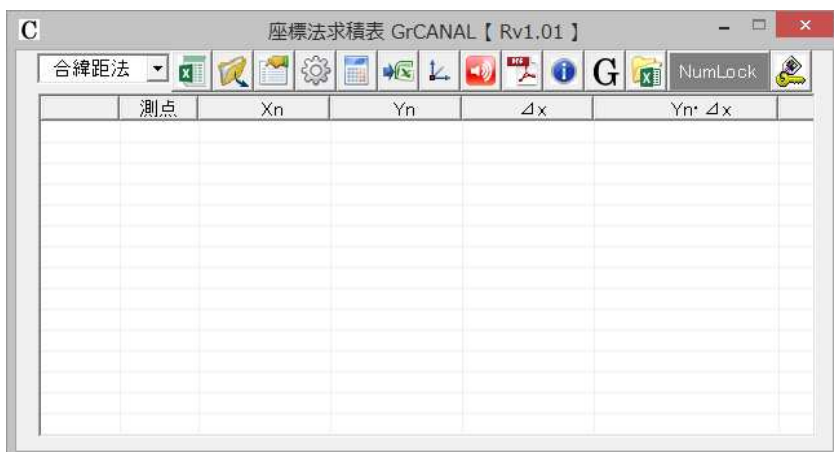 C 座標法求積表 GrCANAL【 Rv1.01 】
合緯距法 G NumLock
測点 Xn Yn ⊿x Yn・⊿x